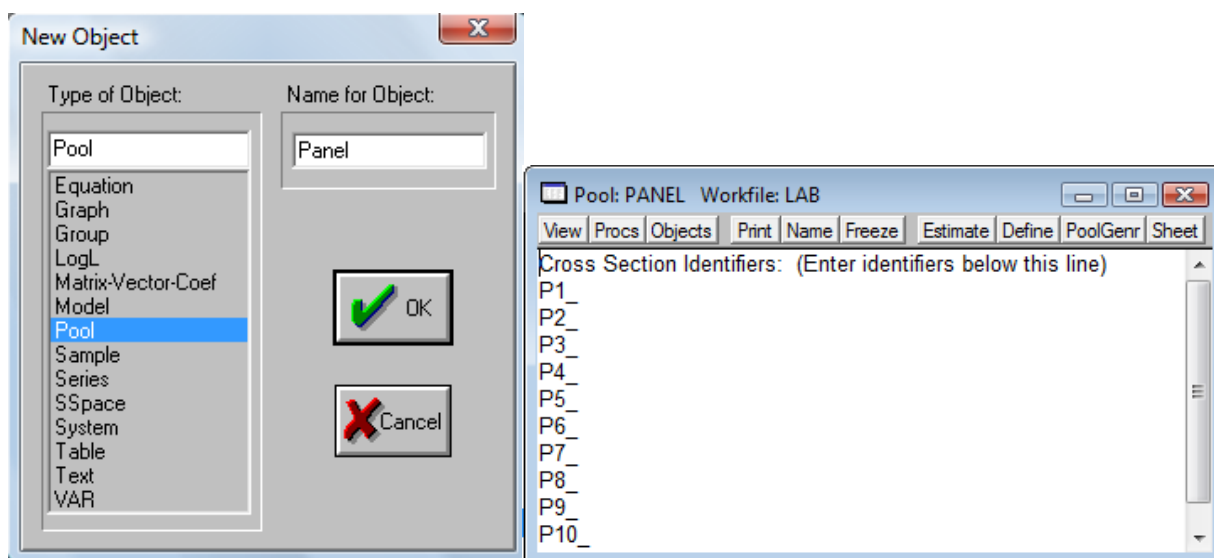 New Object
Type of Object:
Name for Object:
Pool
Panel
Equation
Graph
Group
LogL
Matrix-Vector-Coef
Model
Pool
Sample
Series
SSpace
System
Table
Text
VAR
OK
Cancel
Pool: PANEL Workfile: LAB
View Procs Objects Print Name Freeze Estimate Define PoolGenr Sheet
Cross Section Identifiers: (Enter identifiers below this line)
P1_
P2_
P3_
P4_
P5_
P6_
P7_
P8_
P9_
P10_